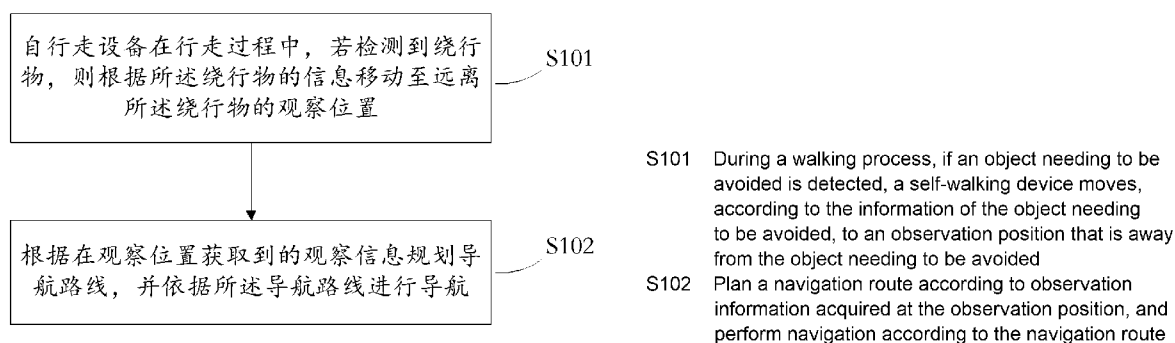 自行走设备在行走过程中，若检测到绕行
物，则根据所述绕行物的信息移动至远离
所述绕行物的观察位置
S101
根据在观察位置获取到的观察信息规划导
航路线，并依据所述导航路线进行导航
S102
S101 During a walking process, if an object needing to be
avoided is detected, a self-walking device moves,
according to the information of the object needing
to be avoided, to an observation position that is away
from the object needing to be avoided
S102 Plan a navigation route according to observation
information acquired at the observation position, and
perform navigation according to the navigation route